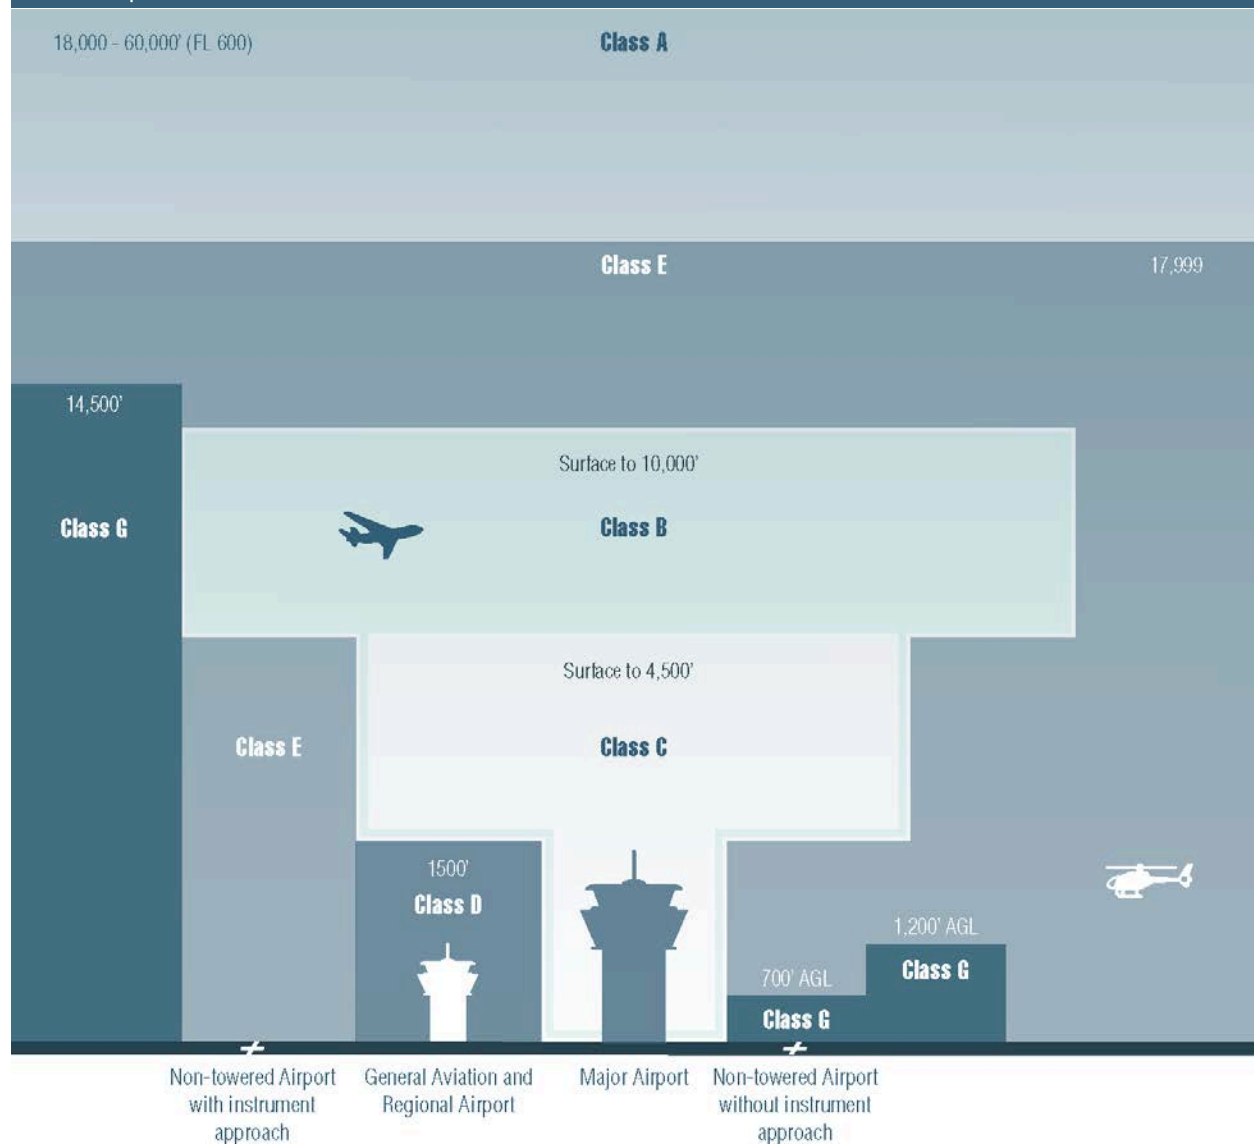 18,000 - 60,000' (FL 600)
Class A
Class E
17,999
14,500'
Surface to 10,000'
Class G
Class B
Surface to 4,500'
Class E
Class C
1500'
Class D
1,200' AGL
Class G
700' AGL
Class G
Non-towered Airport
with instrument
approach
General Aviation and
Regional Airport
Major Airport
Non-towered Airport
without instrument
approach